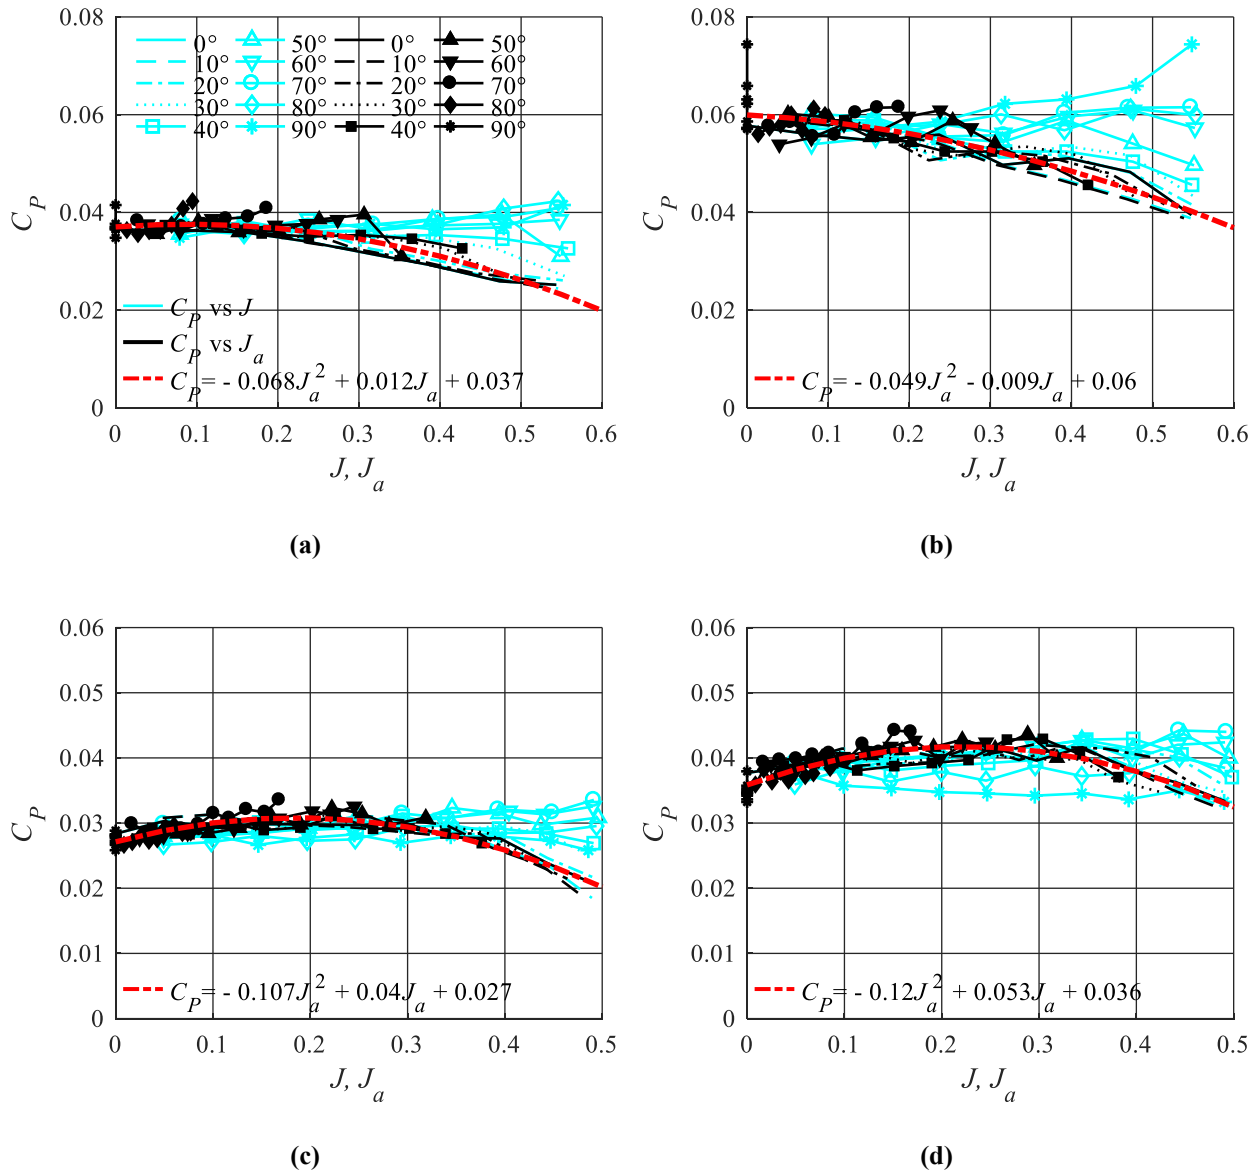 0.08
0.06
0.04
0.02
0
C_P
0° 50° 0° 50°
10° 60° 10° 60°
20° 70° 20° 70°
30° 80° 30° 80°
40° 90° 40° 90°
C_P vs J
C_P vs J_a
C_P = - 0.068J_a^2 + 0.012J_a + 0.037
0 0.1 0.2 0.3 0.4 0.5 0.6
J, J_a
(a)
0.08
0.06
0.04
0.02
0
C_P
C_P = - 0.049J_a^2 - 0.009J_a + 0.06
0 0.1 0.2 0.3 0.4 0.5 0.6
J, J_a
(b)
0.06
0.05
0.04
0.03
0.02
0.01
0
C_P
C_P = - 0.107J_a^2 + 0.04J_a + 0.027
0 0.1 0.2 0.3 0.4 0.5
J, J_a
(c)
0.06
0.05
0.04
0.03
0.02
0.01
0
C_P
C_P = - 0.12J_a^2 + 0.053J_a + 0.036
0 0.1 0.2 0.3 0.4 0.5
J, J_a
(d)